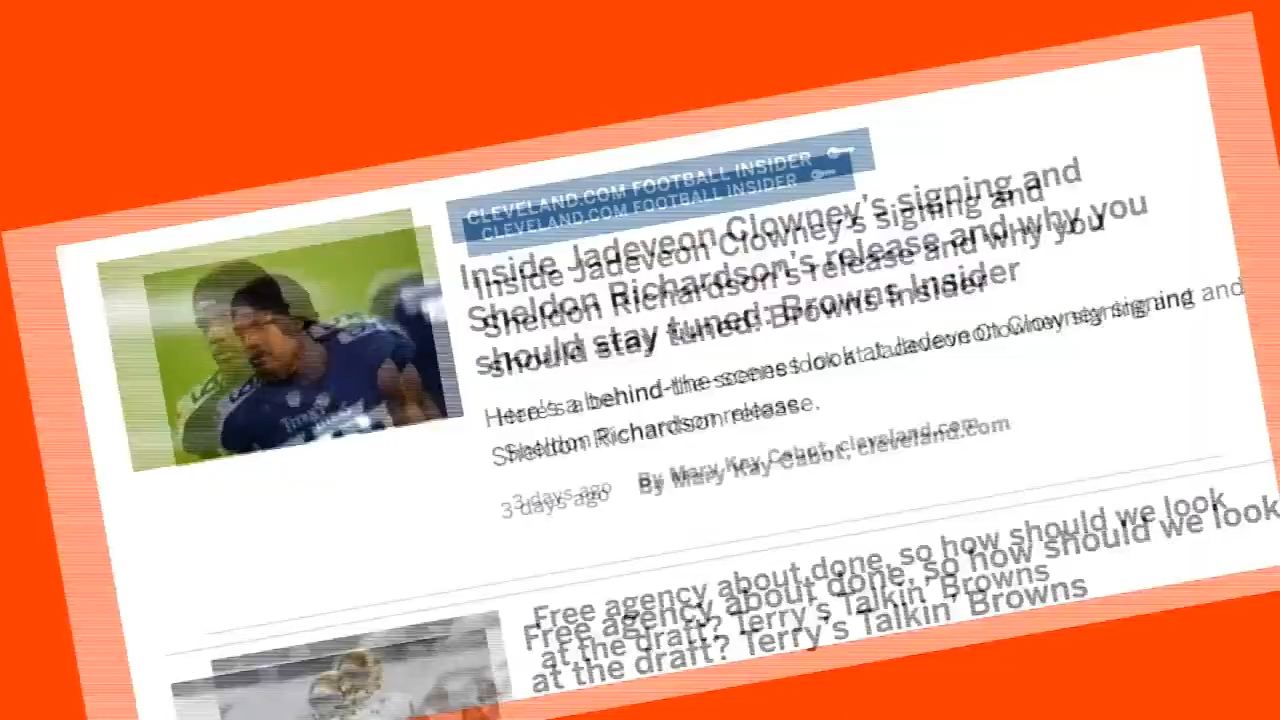 CLEVELAND.COM FOOTBALL INSIDER
Inside Jadeveon Clowney's signing and
Sheldon Richardson's release and why you
should stay tuned: Browns Insider
Here's a behind-the-scenes look at Jadeveon Clowney signing and
Sheldon Richardson release.
3 days ago By Mary Kay Cabot, cleveland.com
Free agency about done, so how should we look
at the draft? Terry's Talkin' Browns